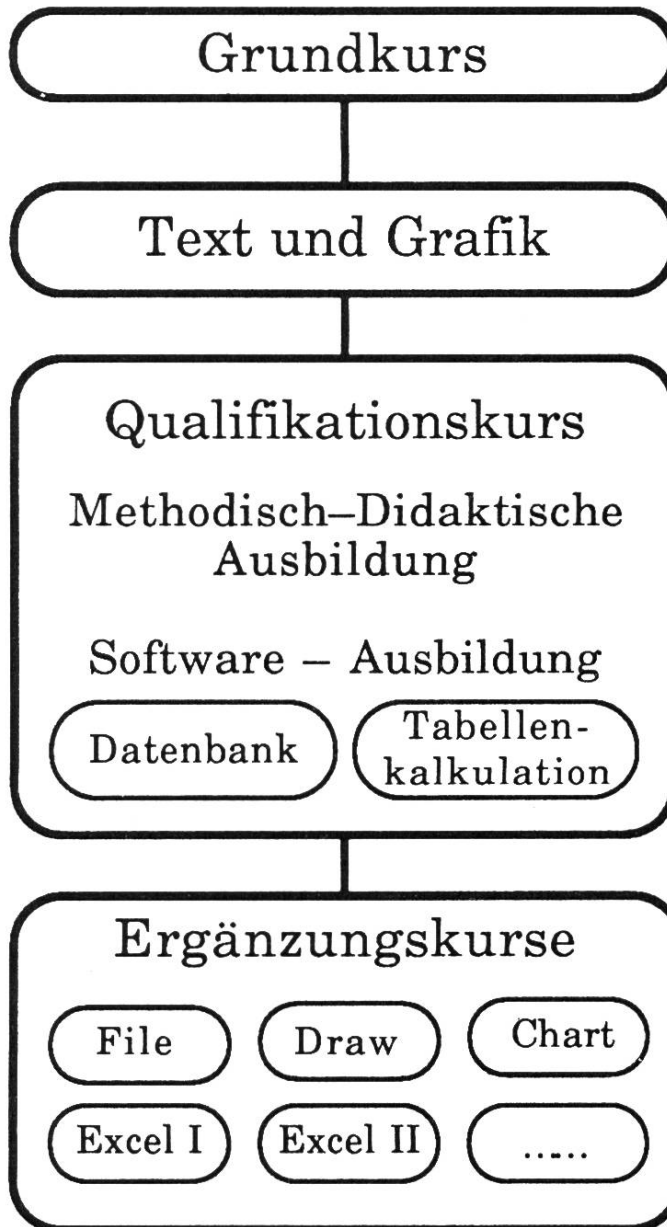 Grundkurs
Text und Grafik
Qualifikationskurs
Methodisch–Didaktische
Ausbildung
Software – Ausbildung
Datenbank
Tabellen-
kalkulation
Ergänzungskurse
File
Draw
Chart
Excel I
Excel II
......